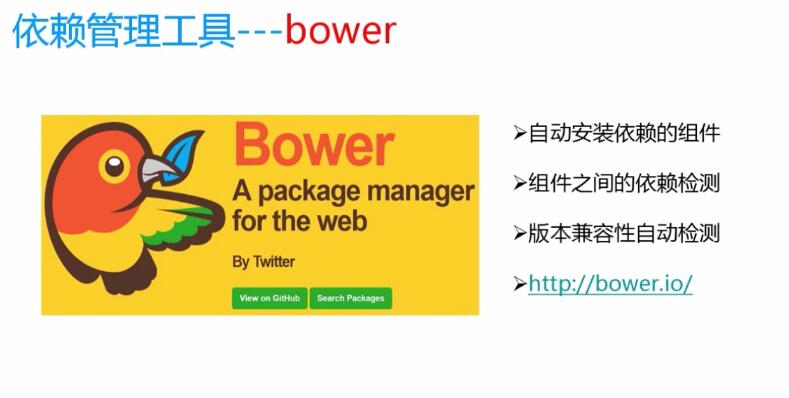 依赖管理工具---bower
Bower
A package manager
for the web
By Twitter
View on GitHub
Search Packages
➢自动安装依赖的组件
➢组件之间的依赖检测
➢版本兼容性自动检测
➢http://bower.io/